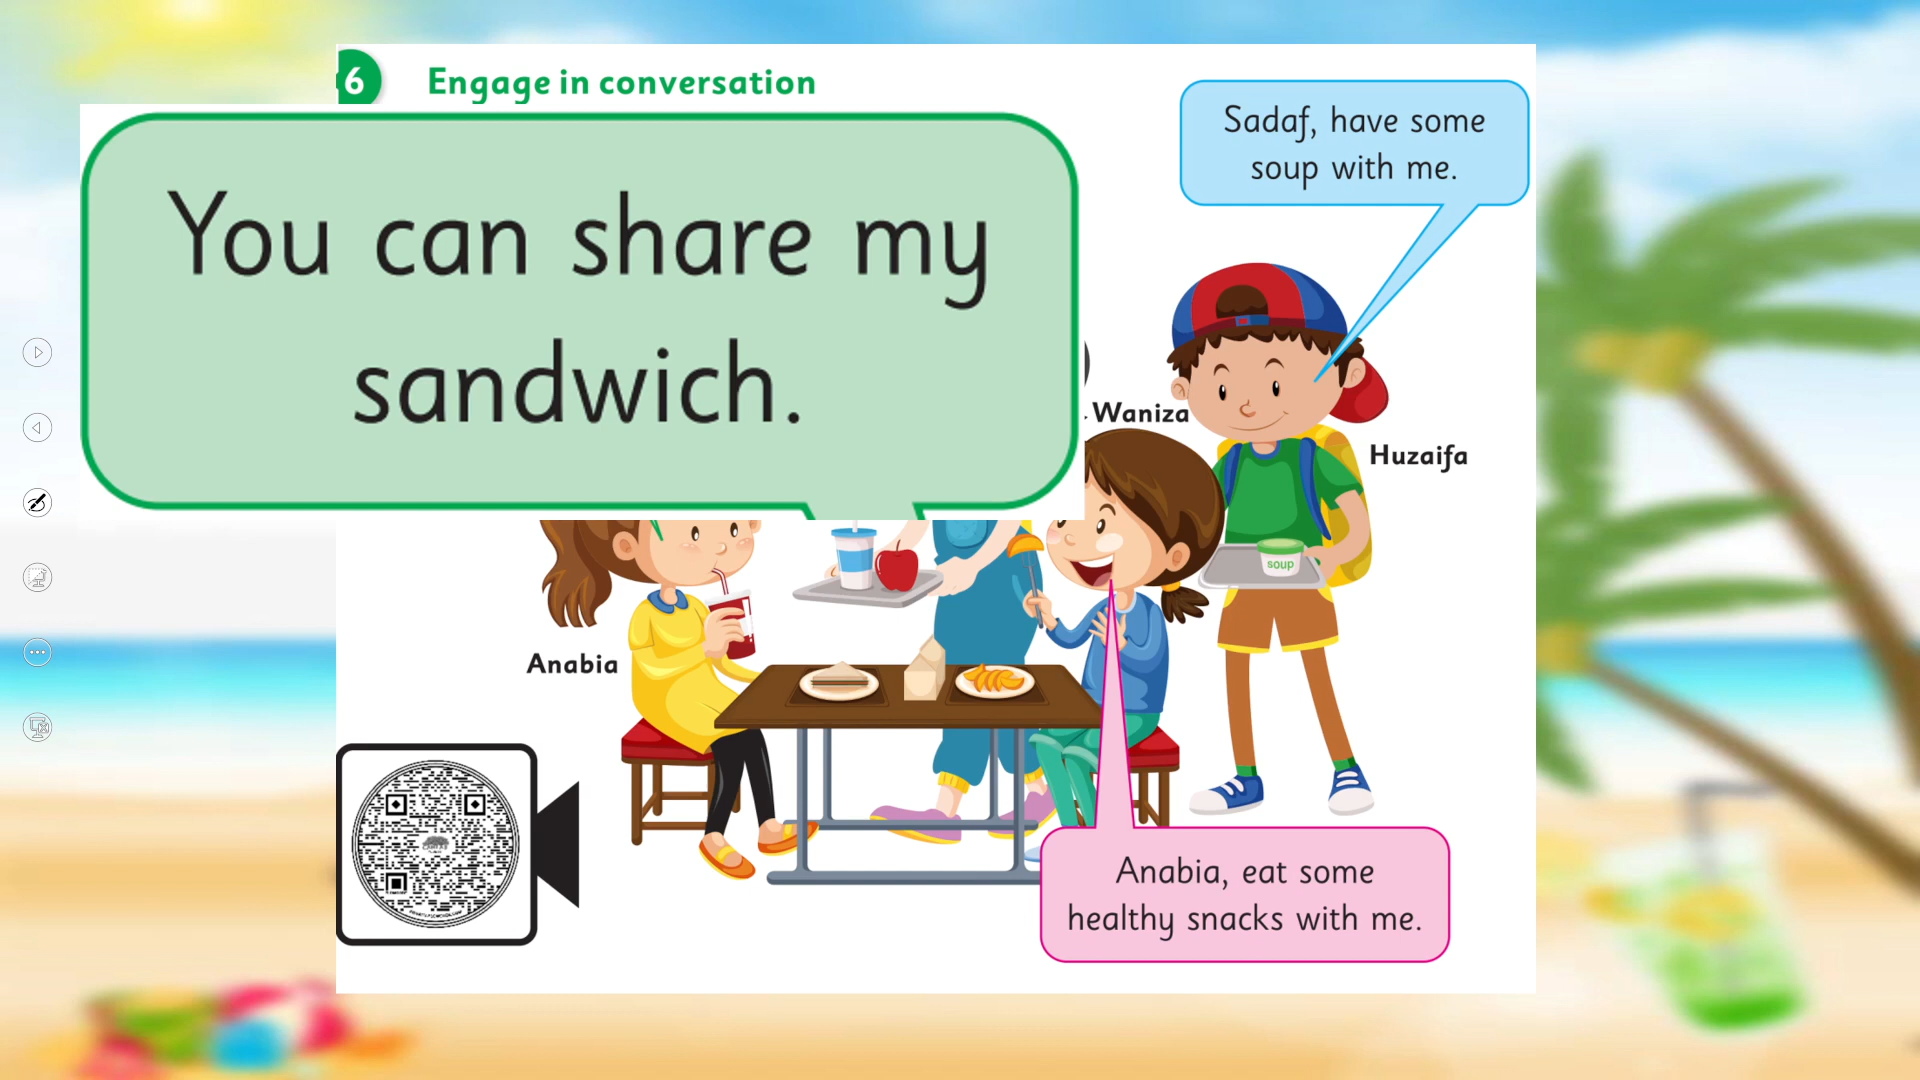 6 Engage in conversation
You can share my
sandwich.
Sadaf, have some
soup with me.
Waniza
Huzaifa
soup
Anabia
Anabia, eat some
healthy snacks with me.